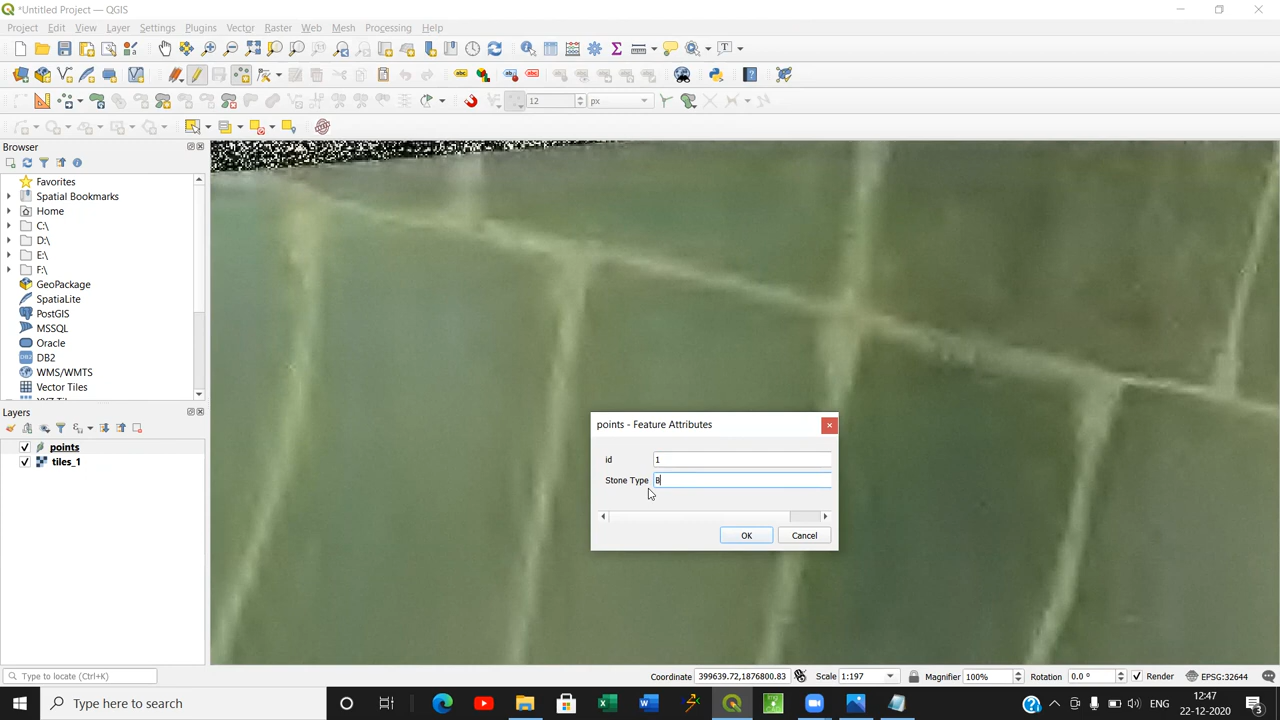 *Untitled Project — QGIS
Project Edit View Layer Settings Plugins Vector Raster Web Mesh Processing Help
12 px
Browser
Favorites
Spatial Bookmarks
Home
C:\
D:\
E:\
F:\
GeoPackage
SpatiaLite
PostGIS
MSSQL
Oracle
DB2
WMS/WMTS
Vector Tiles
Layers
points
tiles_1
points - Feature Attributes
id 1
Stone Type B
OK Cancel
Type to locate (Ctrl+K)
Coordinate 399639.72,1876800.83 Scale 1:197 Magnifier 100% Rotation 0.0 ° Render EPSG:32644
Type here to search
ENG
12:47
22-12-2020
3